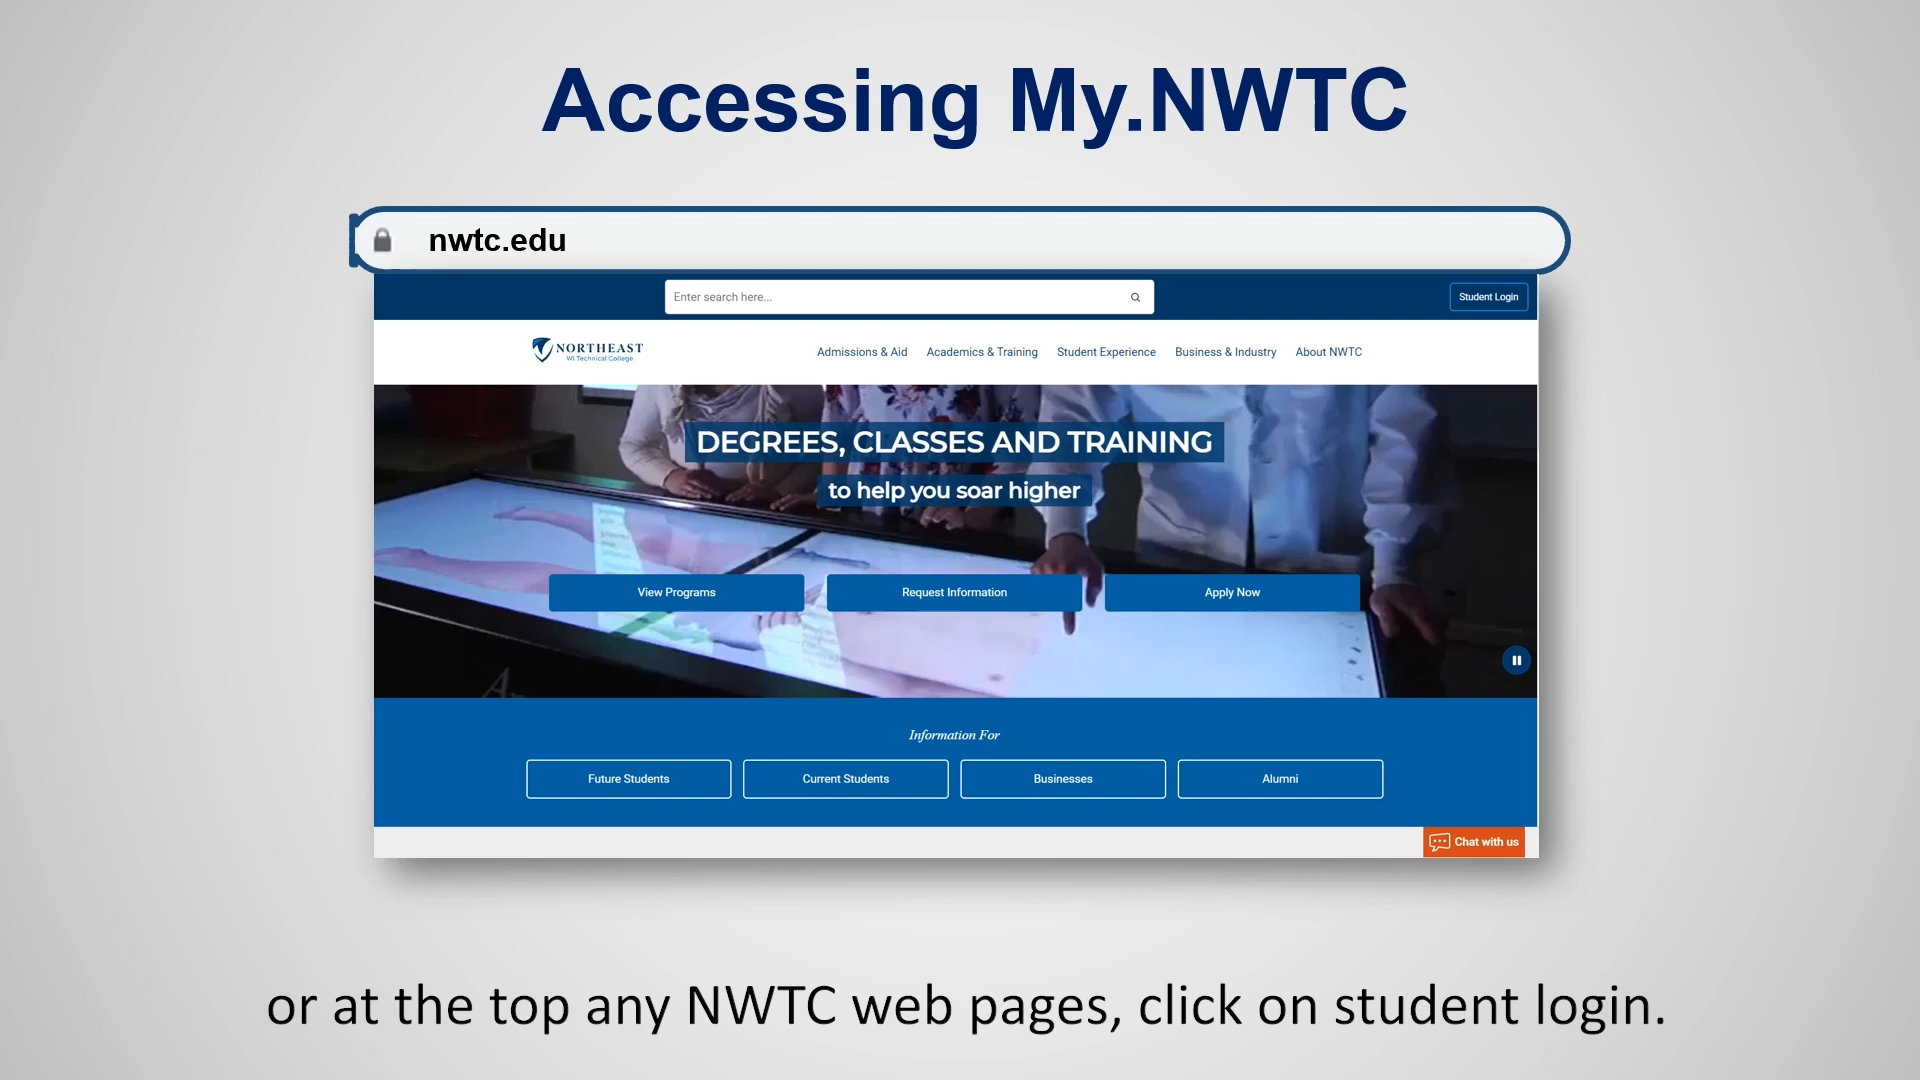 Accessing My.NWTC
nwtc.edu
Enter search here...
Student Login
NORTHEAST
WI Technical College
Admissions & Aid
Academics & Training
Student Experience
Business & Industry
About NWTC
DEGREES, CLASSES AND TRAINING
to help you soar higher
View Programs
Request Information
Apply Now
Information For
Future Students
Current Students
Businesses
Alumni
Chat with us
or at the top any NWTC web pages, click on student login.